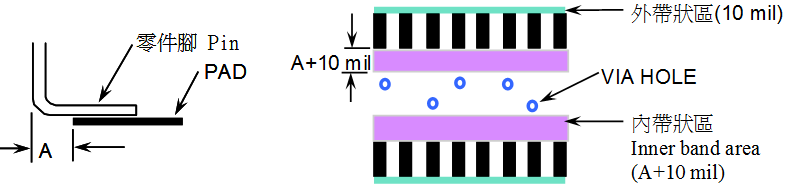 零件腳 Pin
PAD
A
外帶狀區(10 mil)
A+10 mil
VIA HOLE
內帶狀區
Inner band area
(A+10 mil)